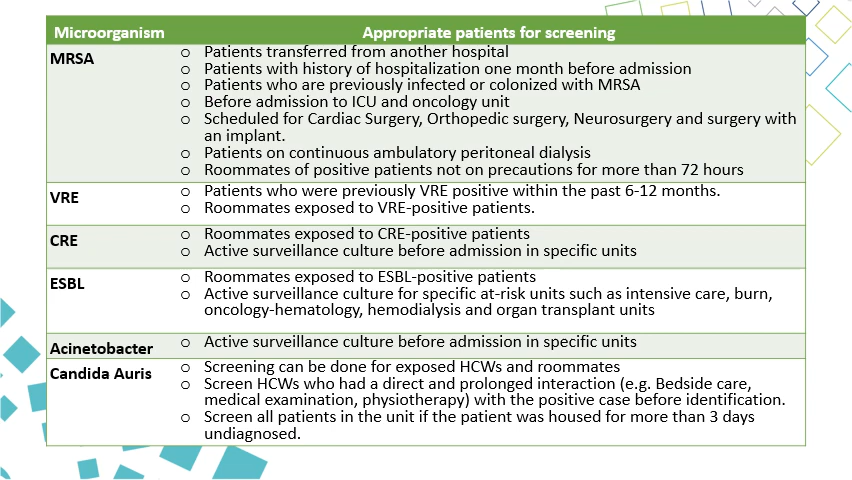 Microorganism Appropriate patients for screening
MRSA
o Patients transferred from another hospital
o Patients with history of hospitalization one month before admission
o Patients who are previously infected or colonized with MRSA
o Before admission to ICU and oncology unit
o Scheduled for Cardiac Surgery, Orthopedic surgery, Neurosurgery and surgery with
an implant.
o Patients on continuous ambulatory peritoneal dialysis
o Roommates of positive patients not on precautions for more than 72 hours
VRE
o Patients who were previously VRE positive within the past 6-12 months.
o Roommates exposed to VRE-positive patients.
CRE
o Roommates exposed to CRE-positive patients
o Active surveillance culture before admission in specific units
ESBL
o Roommates exposed to ESBL-positive patients
o Active surveillance culture for specific at-risk units such as intensive care, burn,
oncology-hematology, hemodialysis and organ transplant units
Acinetobacter
o Active surveillance culture before admission in specific units
Candida Auris
o Screening can be done for exposed HCWs and roommates
o Screen HCWs who had a direct and prolonged interaction (e.g. Bedside care,
medical examination, physiotherapy) with the positive case before identification.
o Screen all patients in the unit if the patient was housed for more than 3 days
undiagnosed.